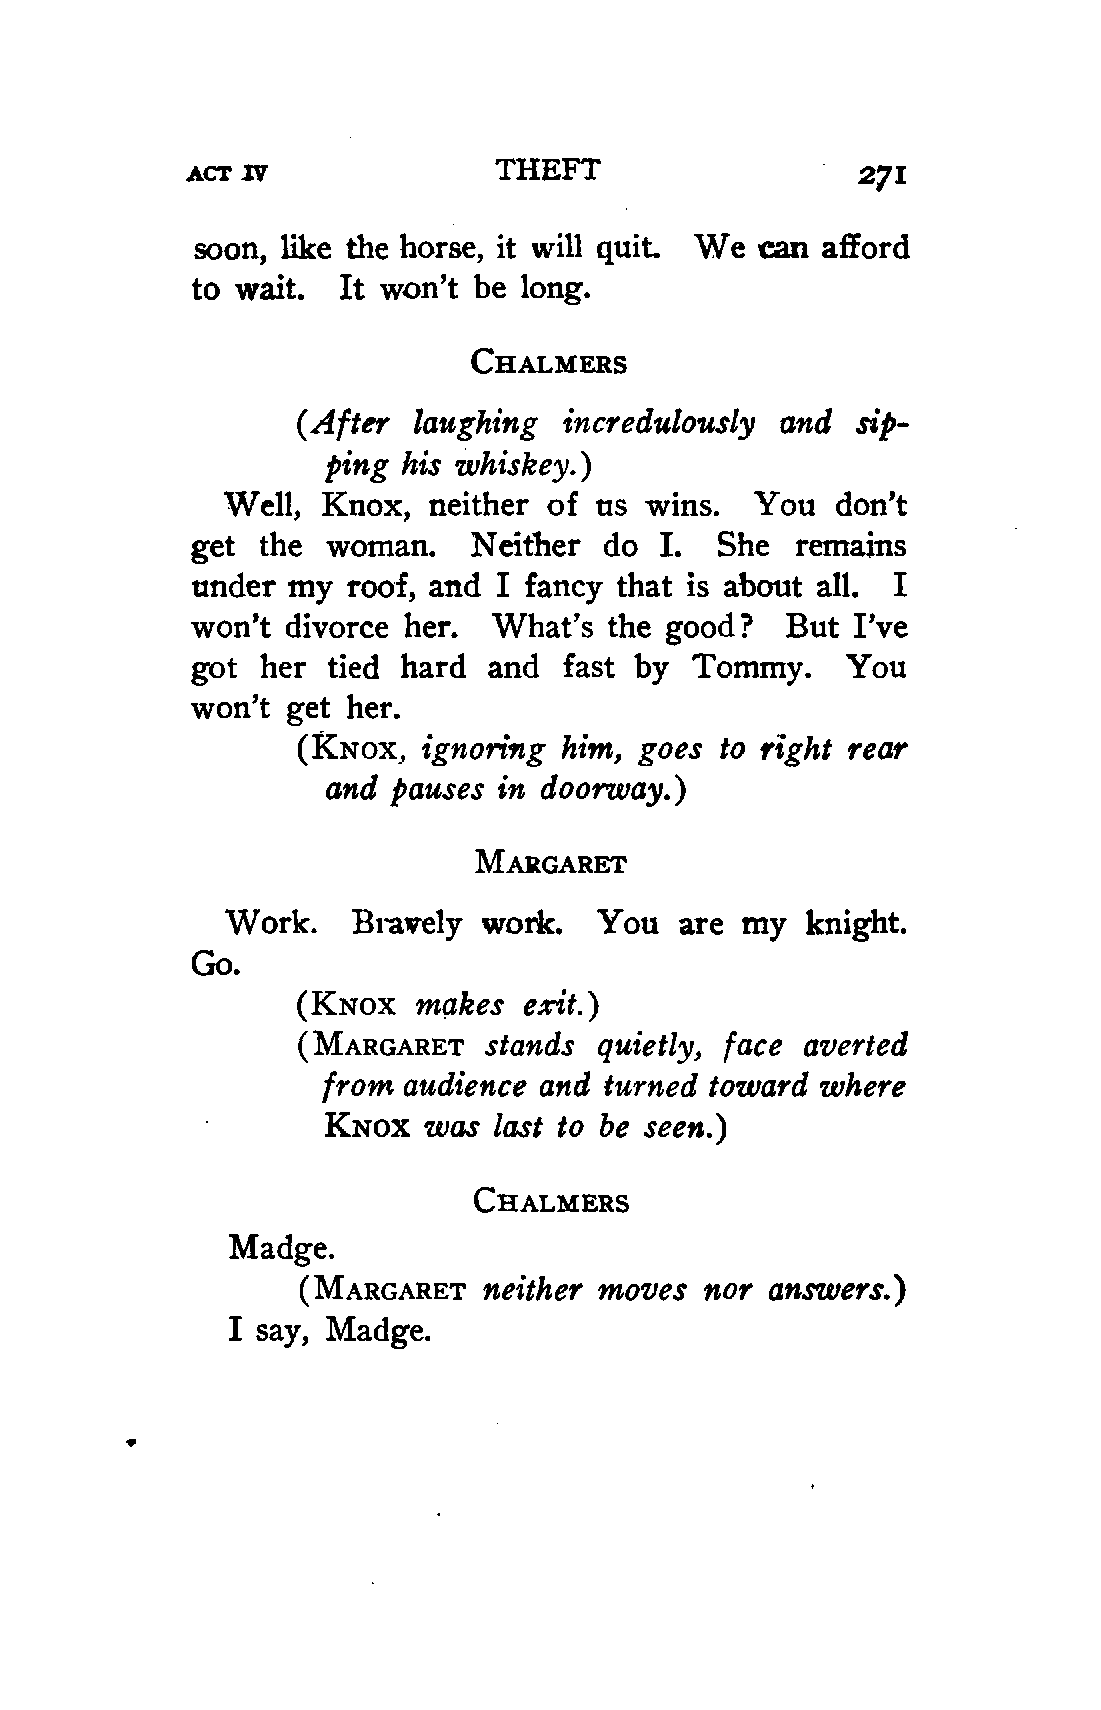 ACT IV THEFT 271
soon, like the horse, it will quit. We can afford
to wait. It won't be long.
CHALMERS
(After laughing incredulously and sip-
ping his whiskey.)
Well, Knox, neither of us wins. You don't
get the woman. Neither do I. She remains
under my roof, and I fancy that is about all. I
won't divorce her. What's the good? But I've
got her tied hard and fast by Tommy. You
won't get her.
(KNOX, ignoring him, goes to right rear
and pauses in doorway.)
MARGARET
Work. Bravely work. You are my knight.
Go.
(KNOX makes exit.)
(MARGARET stands quietly, face averted
from audience and turned toward where
KNOX was last to be seen.)
CHALMERS
Madge.
(MARGARET neither moves nor answers.)
I say, Madge.